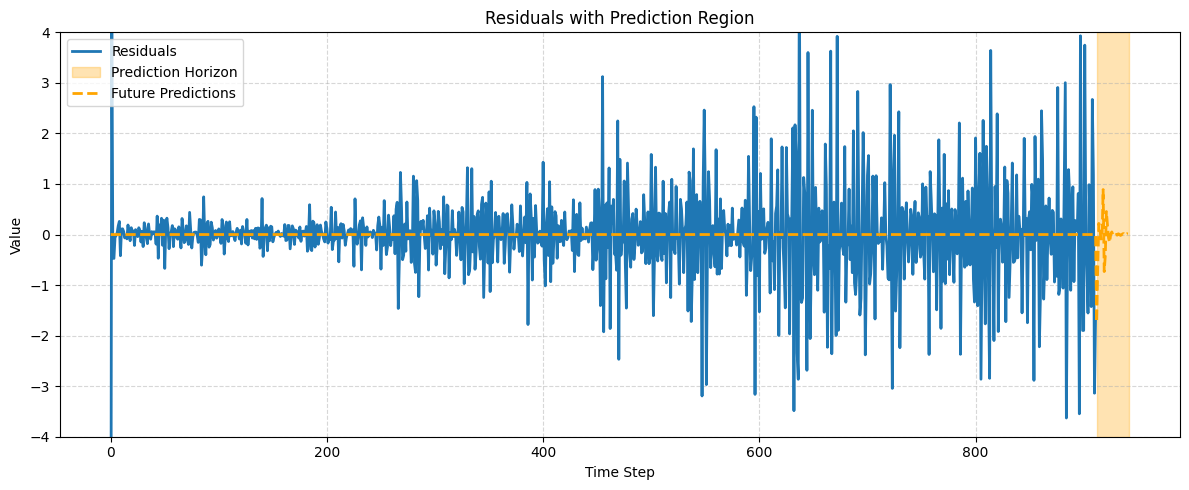 Residuals with Prediction Region
Residuals
Prediction Horizon
Future Predictions
Value
4
3
2
1
0
−1
−2
−3
−4
0 200 400 600 800
Time Step